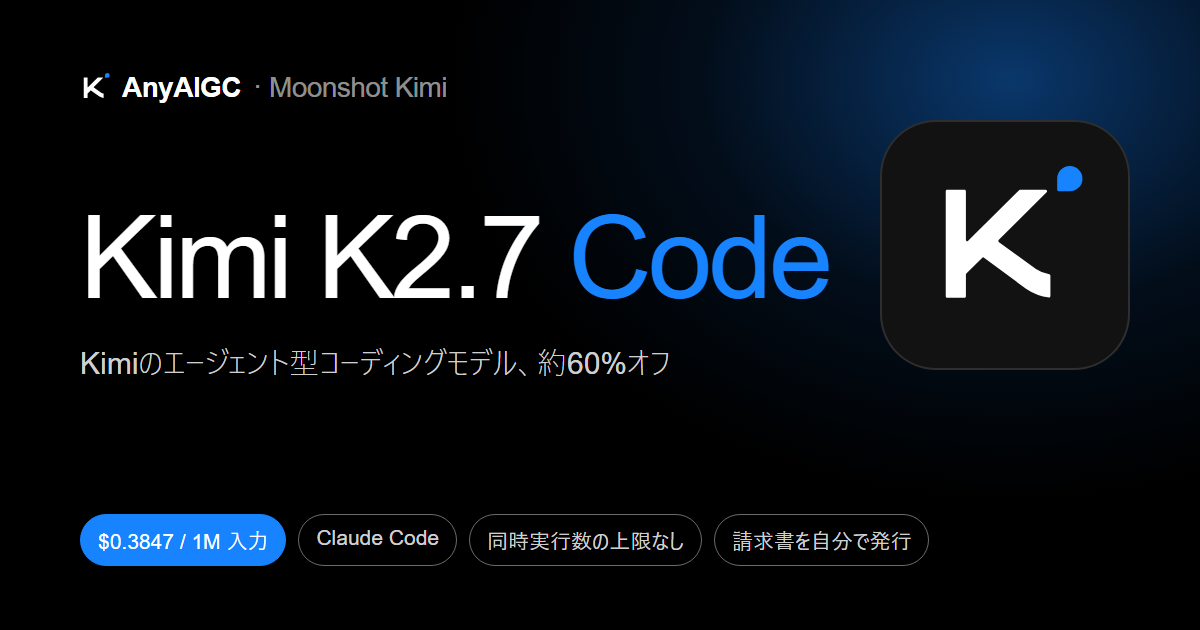 AnyAIGC · Moonshot Kimi
Kimi K2.7 Code
Kimiのエージェント型コーディングモデル、約60%オフ
$0.3847 / 1M 入力
Claude Code
同時実行数の上限なし
請求書を自分で発行